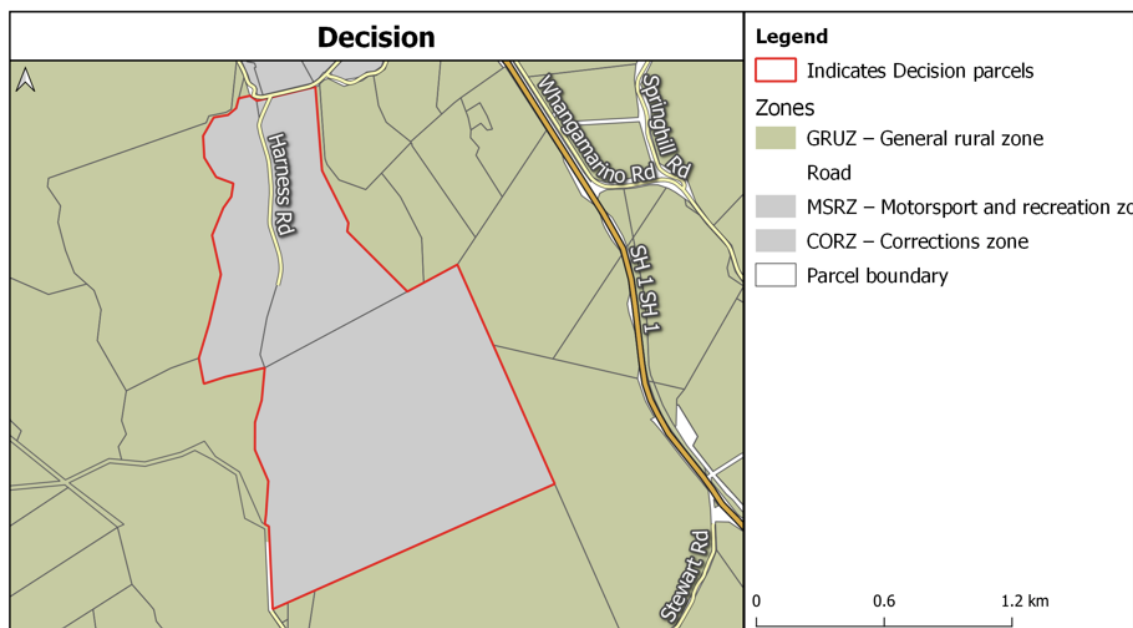 Decision
Legend
Indicates Decision parcels
Zones
GRUZ – General rural zone
Road
MSRZ – Motorsport and recreation zo
CORZ – Corrections zone
Parcel boundary
Harness Rd
Whangamarino Rd
Springhill Rd
SH 1 SH 1
Stewart Rd
0 0.6 1.2 km